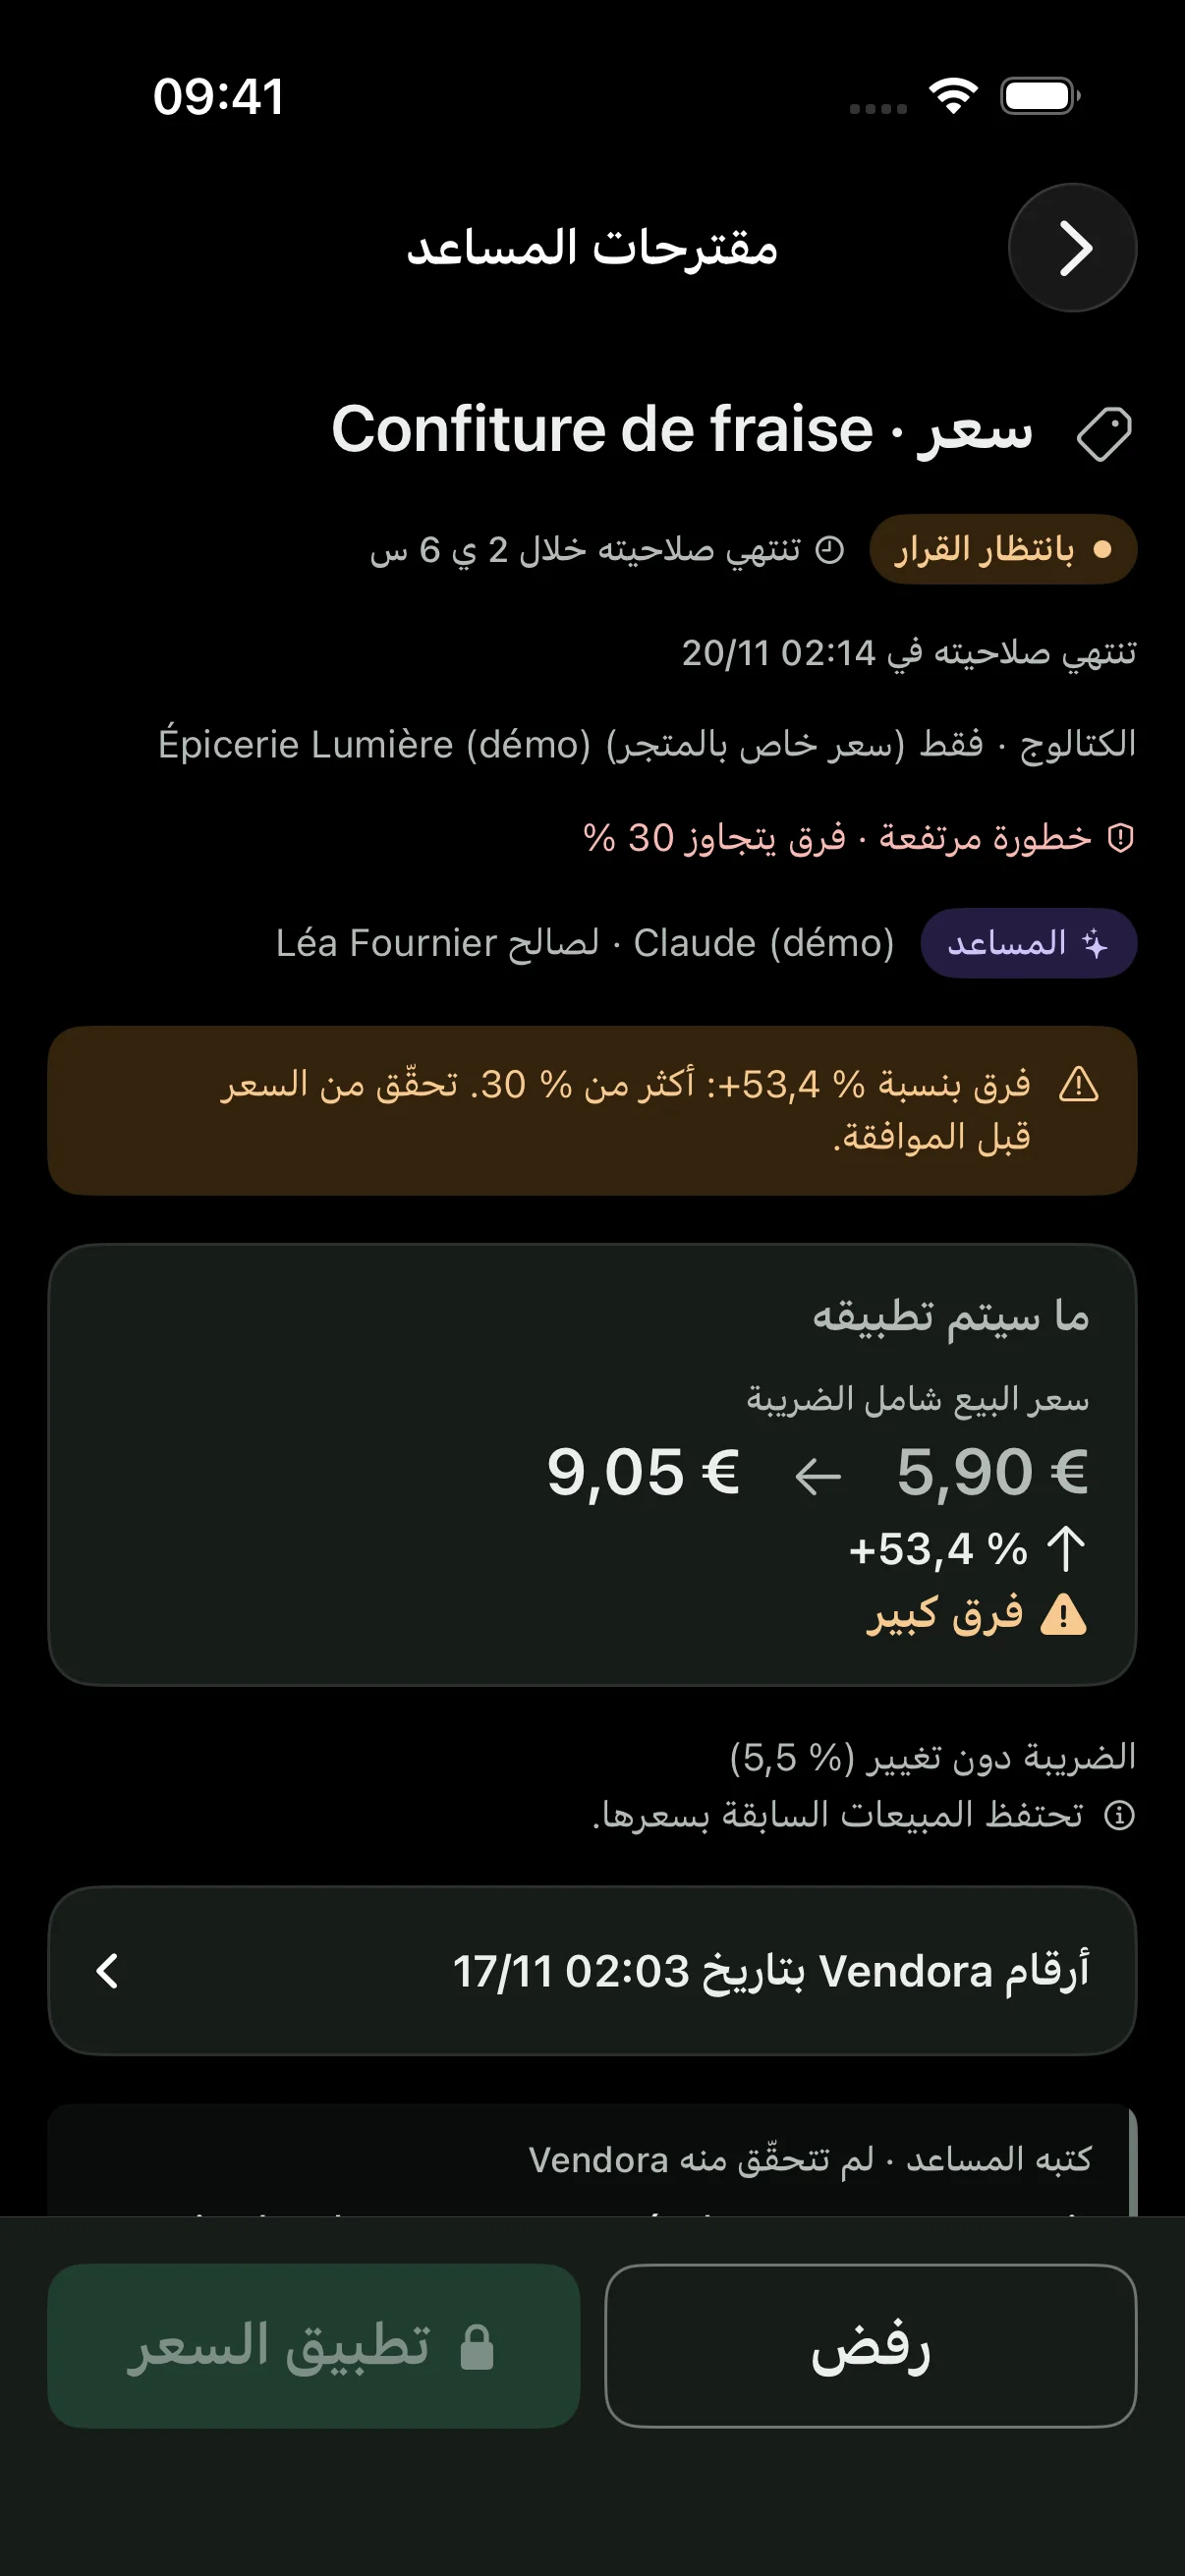 09:41
مقترحات المساعد
سعر · Confiture de fraise
بانتظار القرار
تنتهي صلاحيته خلال 2 ي 6 س
تنتهي صلاحيته في 20/11 02:14
الكتالوج · فقط Épicerie Lumière (démo) (سعر خاص بالمتجر)
خطورة مرتفعة · فرق يتجاوز 30 %
المساعد
Claude (démo) · لصالح Léa Fournier
فرق بنسبة +53,4 %: أكثر من 30 %. تحقّق من السعر
قبل الموافقة.
ما سيتم تطبيقه
سعر البيع شامل الضريبة
5,90 € ← 9,05 €
+53,4 %
فرق كبير
الضريبة دون تغيير (5,5 %)
تحتفظ المبيعات السابقة بسعرها.
أرقام Vendora بتاريخ 17/11 02:03
كتبه المساعد · لم تتحقّق منه Vendora
رفض
تطبيق السعر